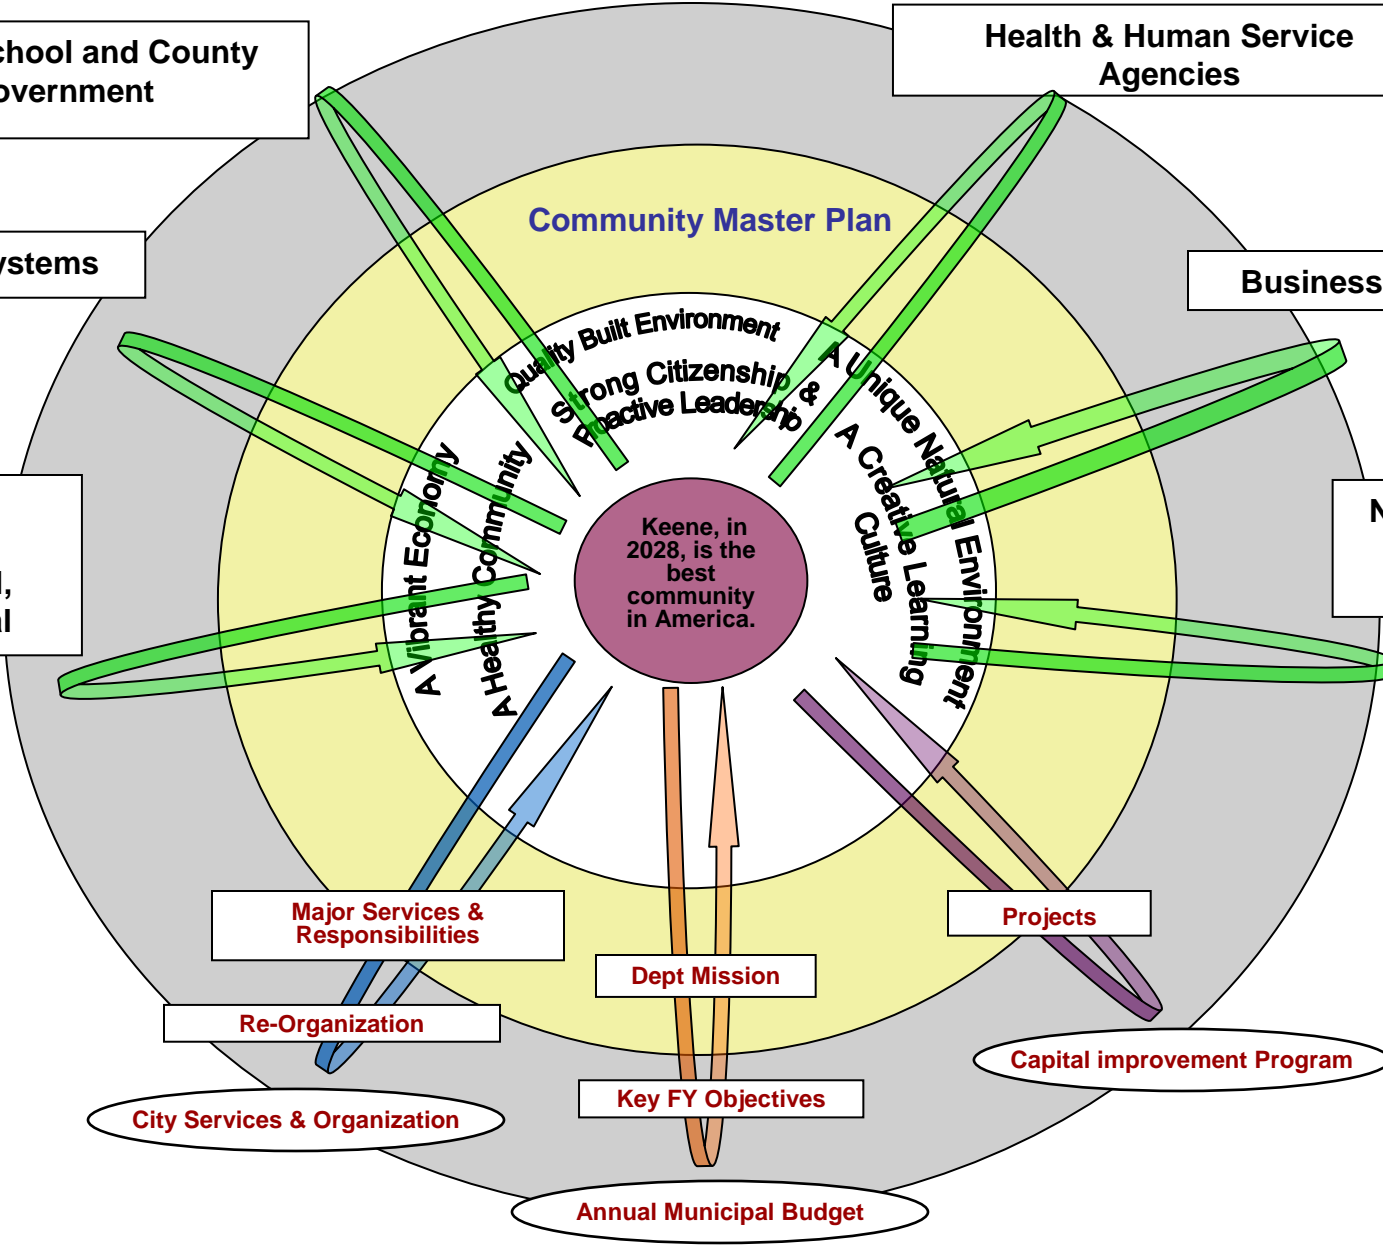 chool and County
overnment
Health & Human Service
Agencies
Community Master Plan
ystems
Business
Quality Built Environment
Strong Citizenship &
Proactive Leadership
A Unique Natural Environment
A Creative Learning
Culture
A Vibrant Economy
A Healthy Community
Keene, in
2028, is the
best
community
in America.
N
l
Major Services &
Responsibilities
Projects
Dept Mission
Re-Organization
Capital improvement Program
Key FY Objectives
City Services & Organization
Annual Municipal Budget